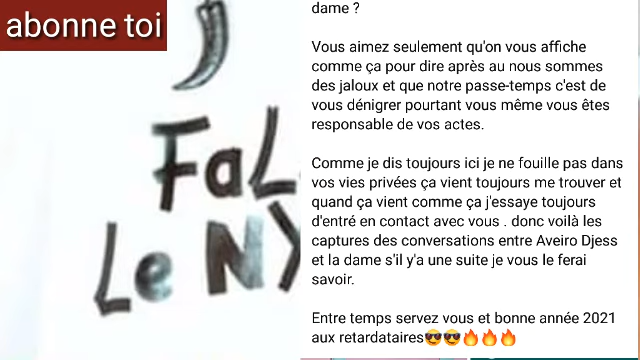 abonne toi
FaL
Le Ny
dame ?
Vous aimez seulement qu'on vous affiche
comme ça pour dire après au nous sommes
des jaloux et que notre passe-temps c'est de
vous dénigrer pourtant vous même vous êtes
responsable de vos actes.
Comme je dis toujours ici je ne fouille pas dans
vos vies privées ça vient toujours me trouver et
quand ça vient comme ça j'essaye toujours
d'entré en contact avec vous . donc voilà les
captures des conversations entre Aveiro Djess
et la dame s'il y'a une suite je vous le ferai
savoir.
Entre temps servez vous et bonne année 2021
aux retardataires😎😎🔥🔥🔥